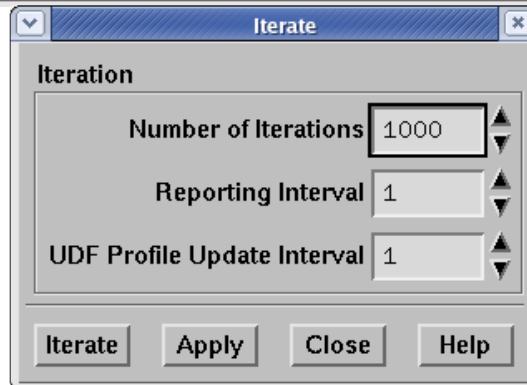 Iterate
Iteration
Number of Iterations 1000
Reporting Interval 1
UDF Profile Update Interval 1
Iterate Apply Close Help